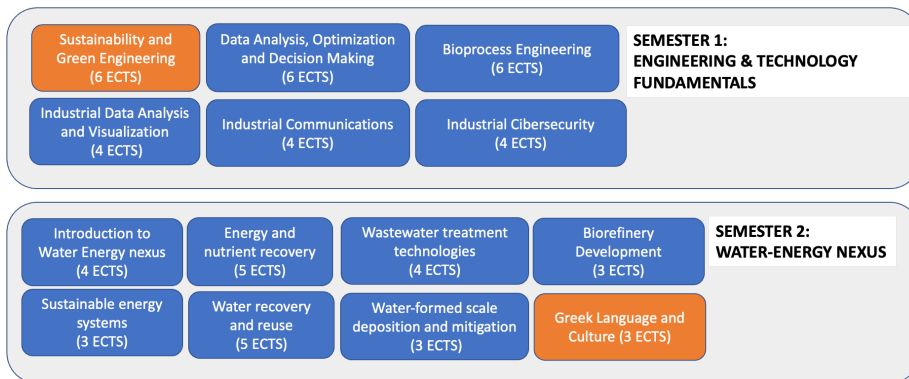 Sustainability and
Green Engineering
(6 ECTS)
Data Analysis, Optimization
and Decision Making
(6 ECTS)
Bioprocess Engineering
(6 ECTS)
SEMESTER 1:
ENGINEERING & TECHNOLOGY
FUNDAMENTALS
Industrial Data Analysis
and Visualization
(4 ECTS)
Industrial Communications
(4 ECTS)
Industrial Cibersecurity
(4 ECTS)
Introduction to
Water Energy nexus
(4 ECTS)
Energy and
nutrient recovery
(5 ECTS)
Wastewater treatment
technologies
(4 ECTS)
Biorefinery
Development
(3 ECTS)
SEMESTER 2:
WATER-ENERGY NEXUS
Sustainable energy
systems
(3 ECTS)
Water recovery
and reuse
(5 ECTS)
Water-formed scale
deposition and mitigation
(3 ECTS)
Greek Language and
Culture (3 ECTS)